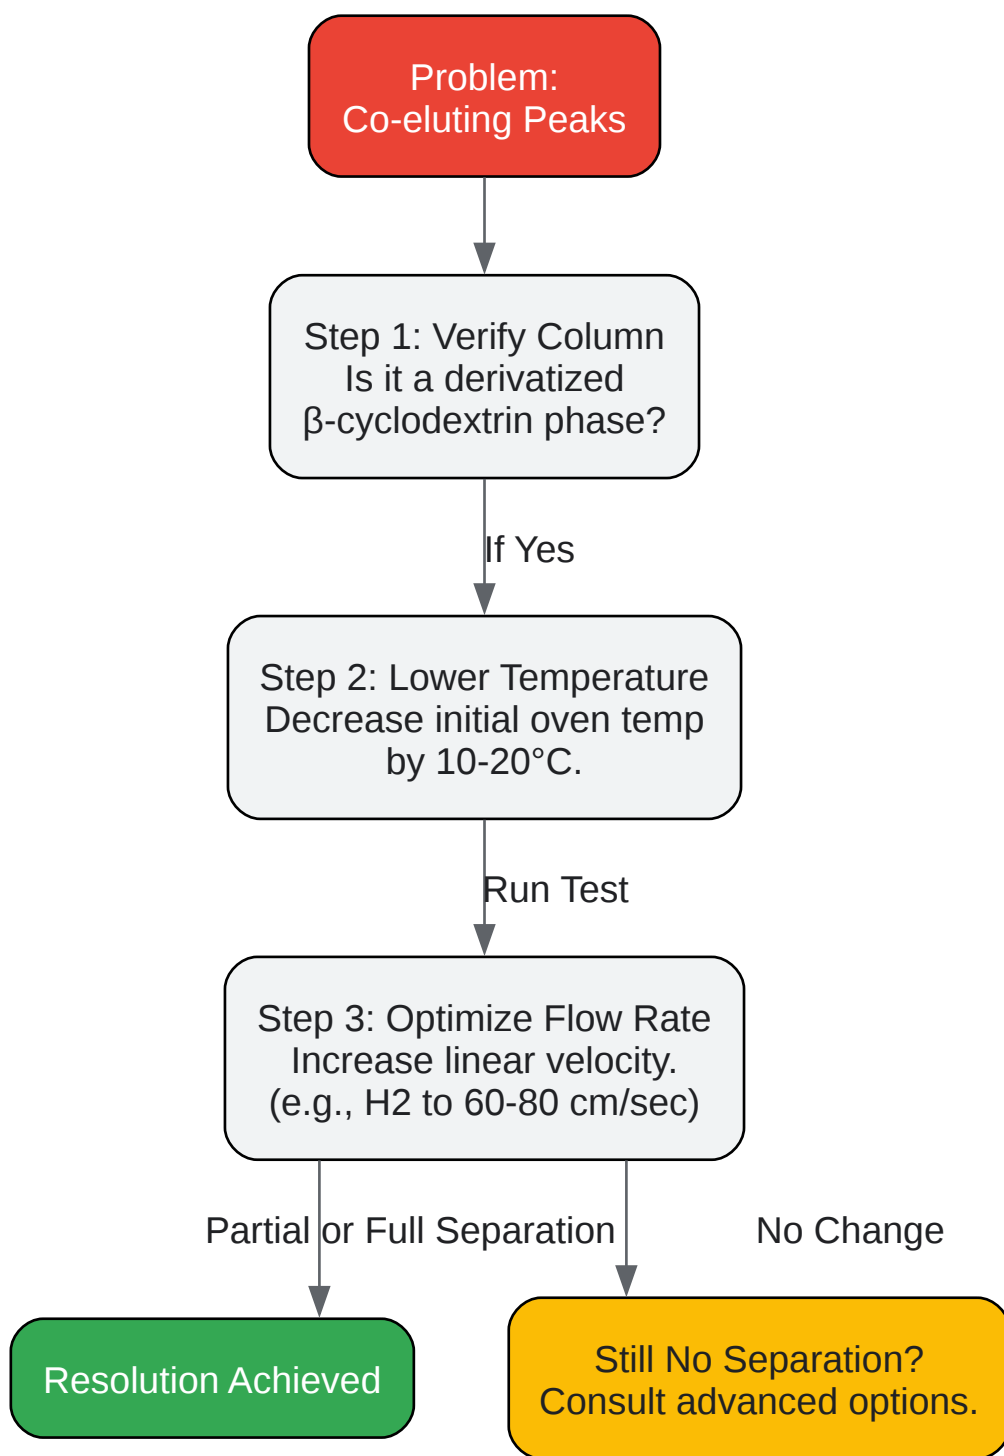 Problem:
Co-eluting Peaks
Step 1: Verify Column
Is it a derivatized
β-cyclodextrin phase?
If Yes
Step 2: Lower Temperature
Decrease initial oven temp
by 10-20°C.
Run Test
Step 3: Optimize Flow Rate
Increase linear velocity.
(e.g., H2 to 60-80 cm/sec)
Partial or Full Separation
No Change
Resolution Achieved
Still No Separation?
Consult advanced options.